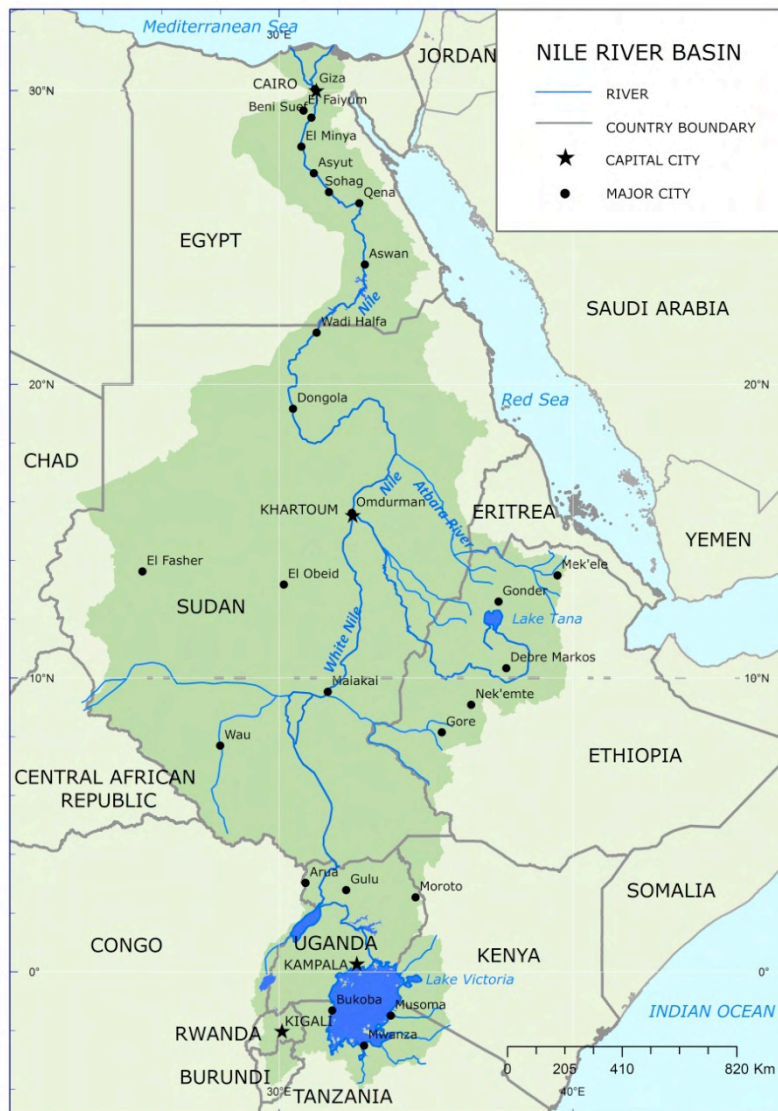 Mediterranean Sea
30°E
JORDAN
NILE RIVER BASIN
RIVER
COUNTRY BOUNDARY
CAPITAL CITY
MAJOR CITY
Giza
CAIRO
30°N
El Faiyum
Beni Suef
El Minya
Asyut
Sohag
Qena
EGYPT
Aswan
Nile
SAUDI ARABIA
Wadi Halfa
20°N
20°N
Dongola
Red Sea
CHAD
Nile
Atbara River
Omdurman
KHARTOUM
ERITREA
YEMEN
El Fasher
El Obeid
Mek'ele
Gonder
SUDAN
Lake Tana
White Nile
Debre Markos
10°N
Malakai
10°N
Nek'emte
Gore
Wau
ETHIOPIA
CENTRAL AFRICAN
REPUBLIC
Arua
Gulu
Moroto
SOMALIA
CONGO
UGANDA
KENYA
KAMPALA
0°
0°
Lake Victoria
Bukoba
Musoma
INDIAN OCEAN
RWANDA
KIGALI
Mwanza
BURUNDI
0 205 410 820 Km
30°E
TANZANIA
40°E